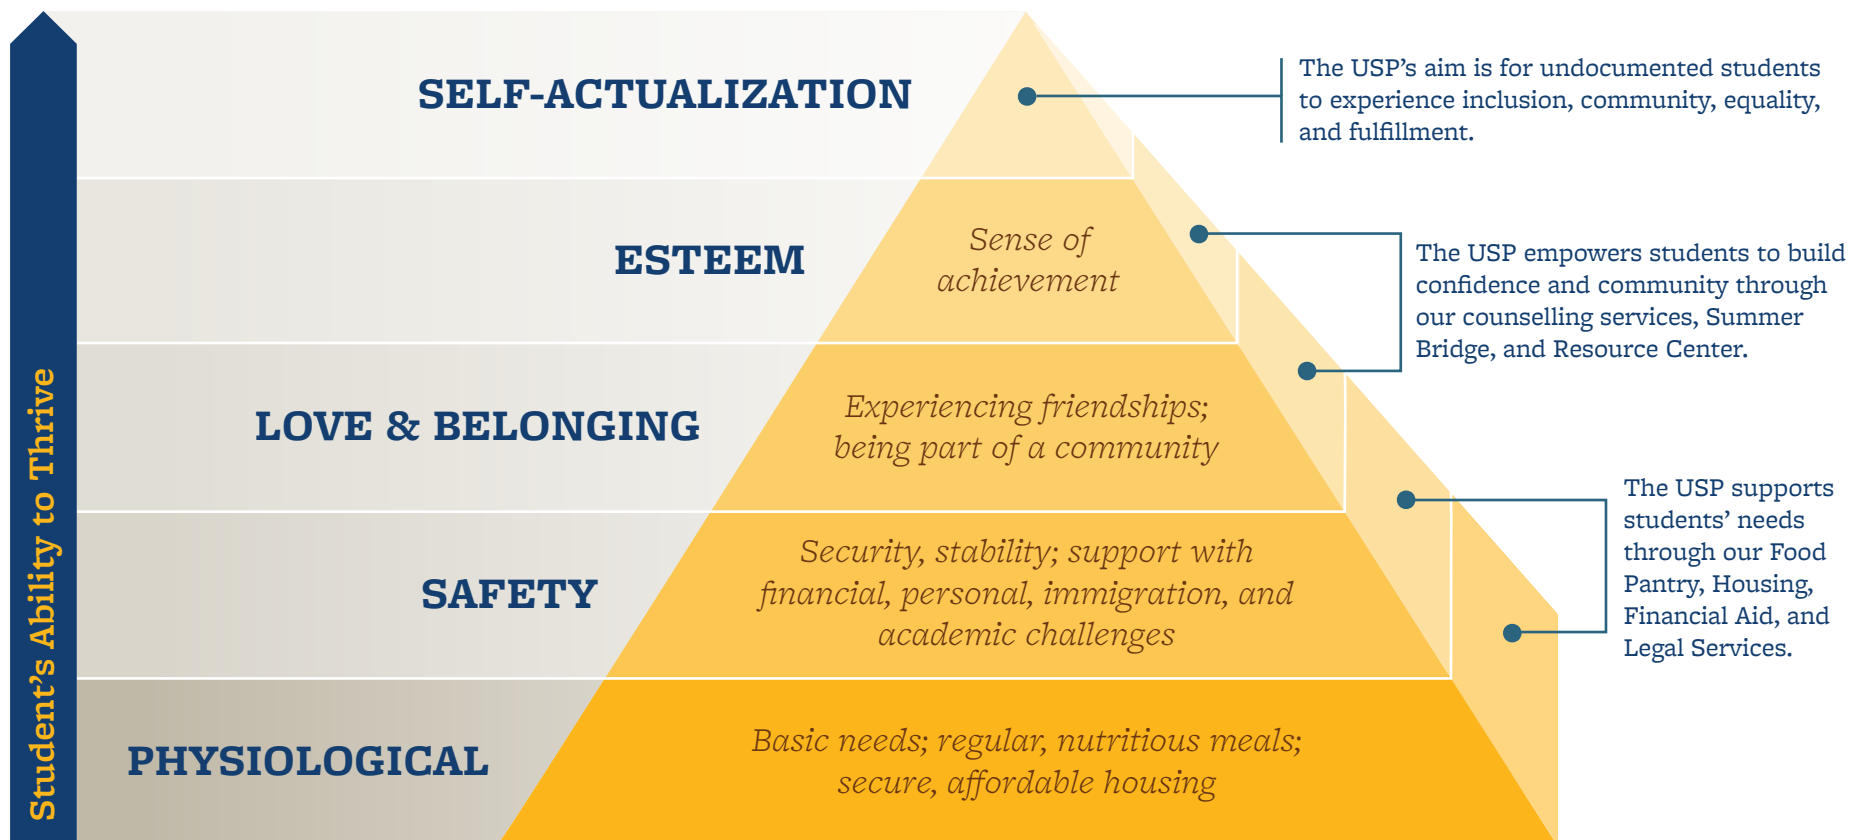 SELF-ACTUALIZATION
The USP’s aim is for undocumented students
to experience inclusion, community, equality,
and fulfillment.
ESTEEM
Sense of
achievement
The USP empowers students to build
confidence and community through
our counselling services, Summer
Bridge, and Resource Center.
LOVE & BELONGING
Experiencing friendships;
being part of a community
SAFETY
Security, stability; support with
financial, personal, immigration, and
academic challenges
The USP supports
students’ needs
through our Food
Pantry, Housing,
Financial Aid, and
Legal Services.
PHYSIOLOGICAL
Basic needs; regular, nutritious meals;
secure, affordable housing
Student’s Ability to Thrive